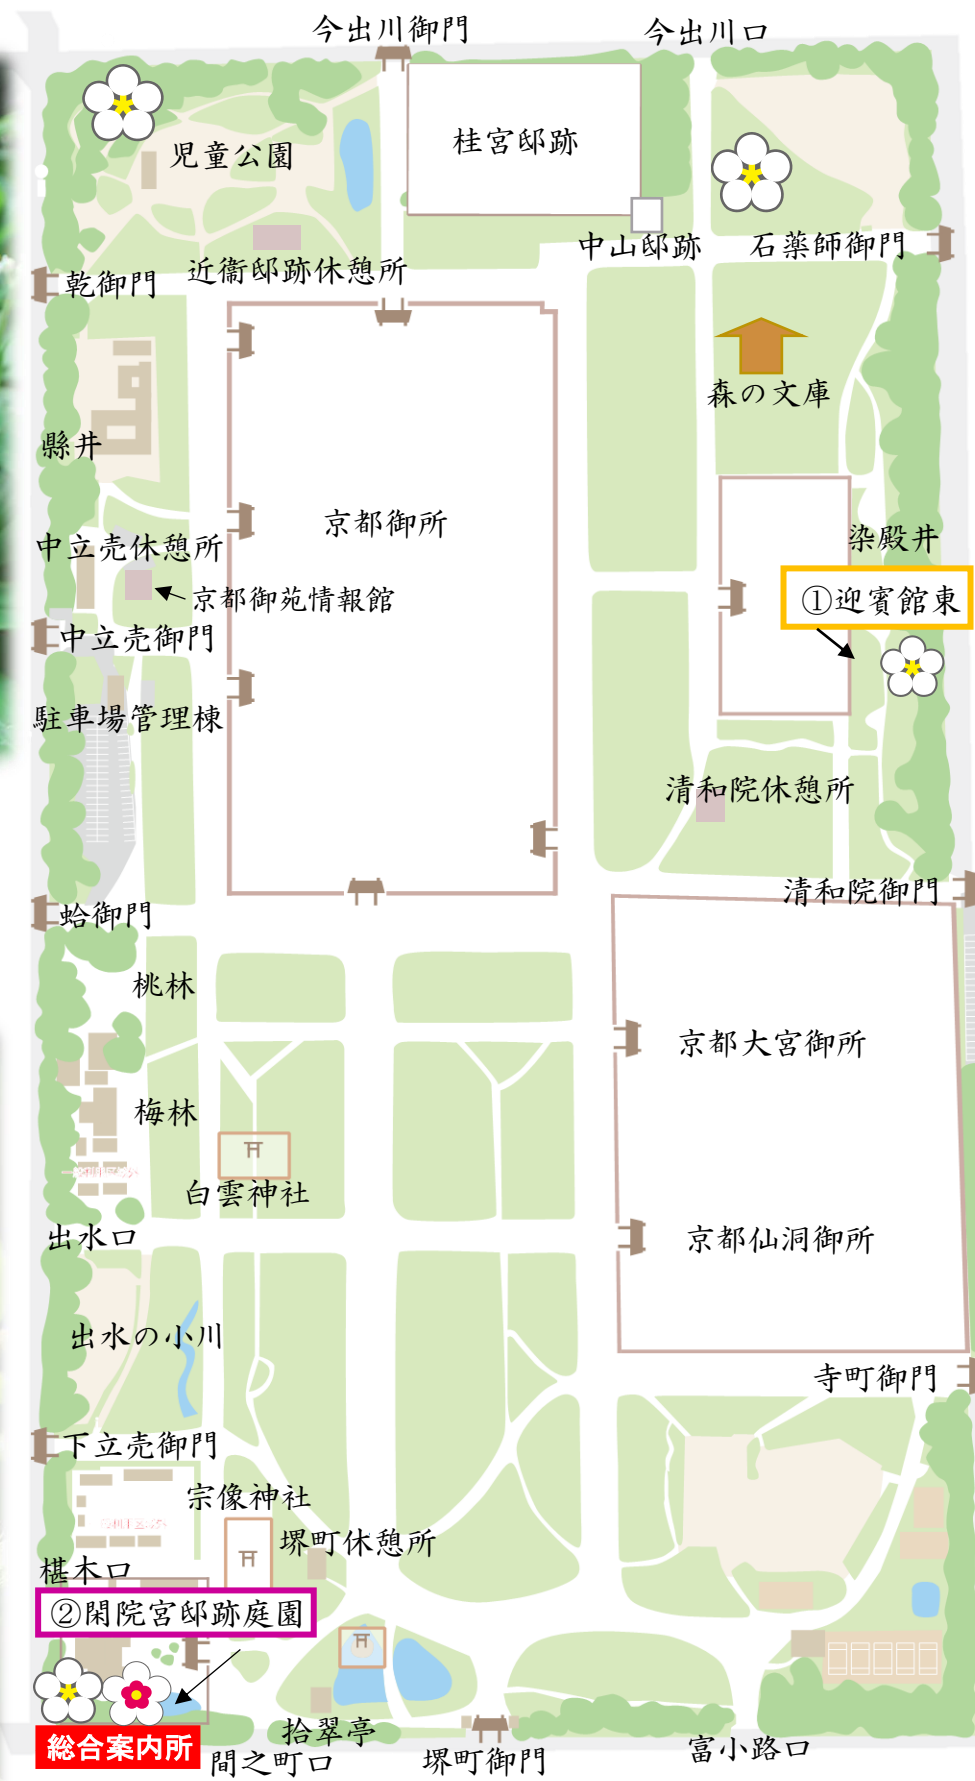 今出川御門
今出川口
児童公園
桂宮邸跡
中山邸跡
石薬師御門
近衞邸跡休憩所
乾御門
森の文庫
縣井
京都御所
染殿井
中立売休憩所
①迎賓館東
京都御苑情報館
中立売御門
駐車場管理棟
清和院休憩所
清和院御門
蛤御門
桃林
京都大宮御所
梅林
白雲神社
出水口
京都仙洞御所
出水の小川
寺町御門
下立売御門
宗像神社
堺町休憩所
椹木口
②閑院宮邸跡庭園
拾翠亭
総合案内所
間之町口
堺町御門
富小路口